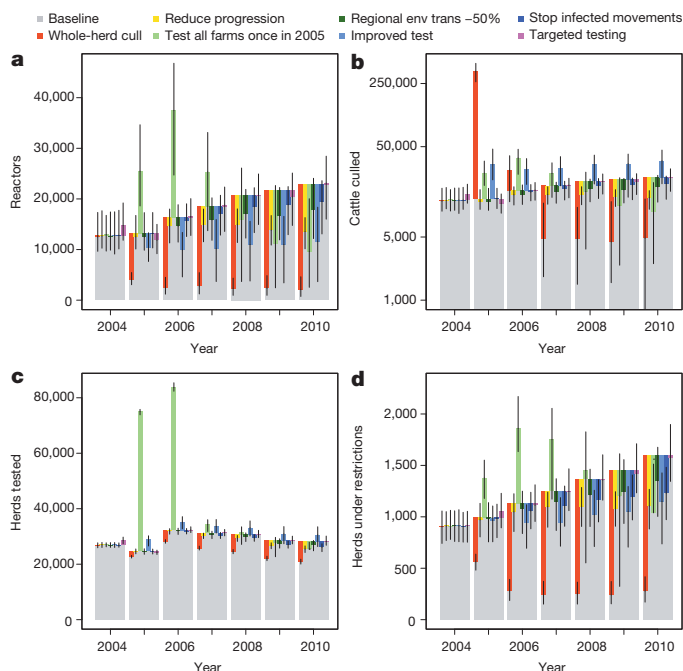 Baseline Reduce progression Regional env trans –50% Stop infected movements
Whole-herd cull Test all farms once in 2005 Improved test Targeted testing
a
Reactors
40,000
30,000
20,000
10,000
0
2004 2006 2008 2010
Year
b
Cattle culled
250,000
50,000
5,000
1,000
2004 2006 2008 2010
Year
c
Herds tested
80,000
60,000
40,000
20,000
0
2004 2006 2008 2010
Year
d
Herds under restrictions
2,000
1,500
1,000
500
0
2004 2006 2008 2010
Year